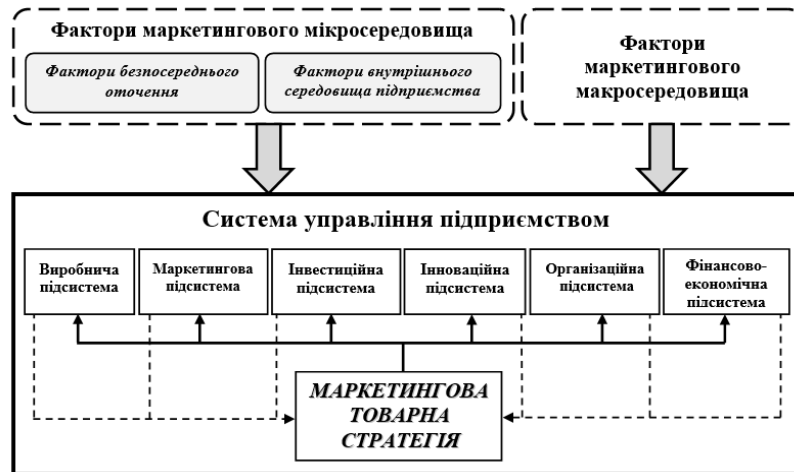 Фактори маркетингового мікросередовища
Фактори безпосереднього
оточення
Фактори внутрішнього
середовища підприємства
Фактори
маркетингового
макросередовища
Система управління підприємством
Виробнича
підсистема
Маркетингова
підсистема
Інвестиційна
підсистема
Інноваційна
підсистема
Організаційна
підсистема
Фінансово-
економічна
підсистема
МАРКЕТИНГОВА
ТОВАРНА
СТРАТЕГІЯ